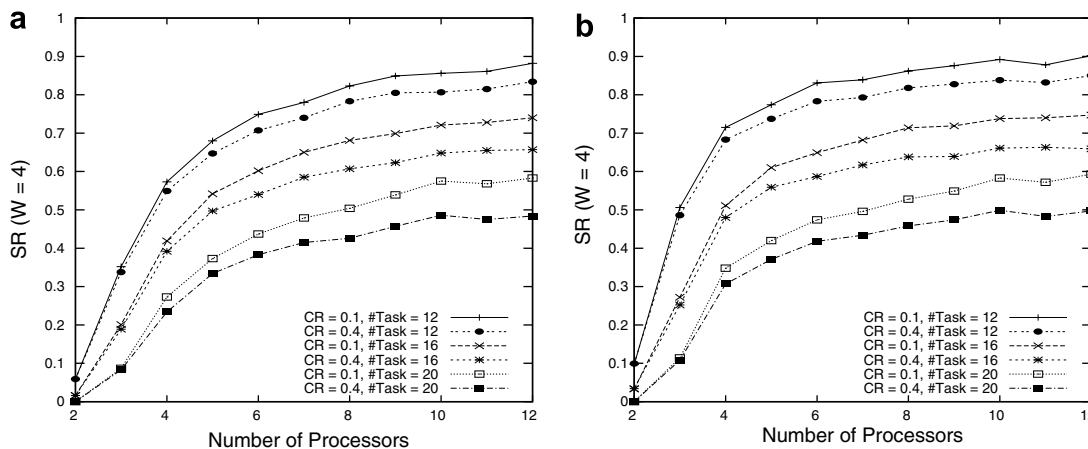 a
1
0.9
0.8
0.7
0.6
0.5
0.4
0.3
0.2
0.1
0
SR (W = 4)
CR = 0.1, #Task = 12
CR = 0.4, #Task = 12
CR = 0.1, #Task = 16
CR = 0.4, #Task = 16
CR = 0.1, #Task = 20
CR = 0.4, #Task = 20
2 4 6 8 10 12
Number of Processors
b
1
0.9
0.8
0.7
0.6
0.5
0.4
0.3
0.2
0.1
0
SR (W = 4)
CR = 0.1, #Task = 12
CR = 0.4, #Task = 12
CR = 0.1, #Task = 16
CR = 0.4, #Task = 16
CR = 0.1, #Task = 20
CR = 0.4, #Task = 20
2 4 6 8 10
Number of Processors